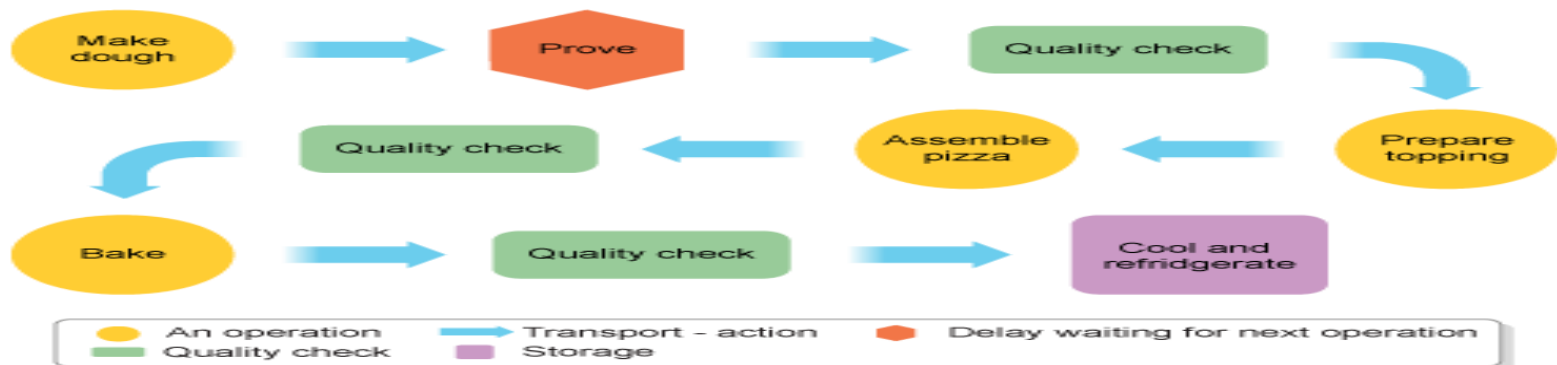 Make
dough
Prove
Quality check
Prepare
topping
Assemble
pizza
Quality check
Bake
Quality check
Cool and
refridgerate
An operation
Transport - action
Delay waiting for next operation
Quality check
Storage